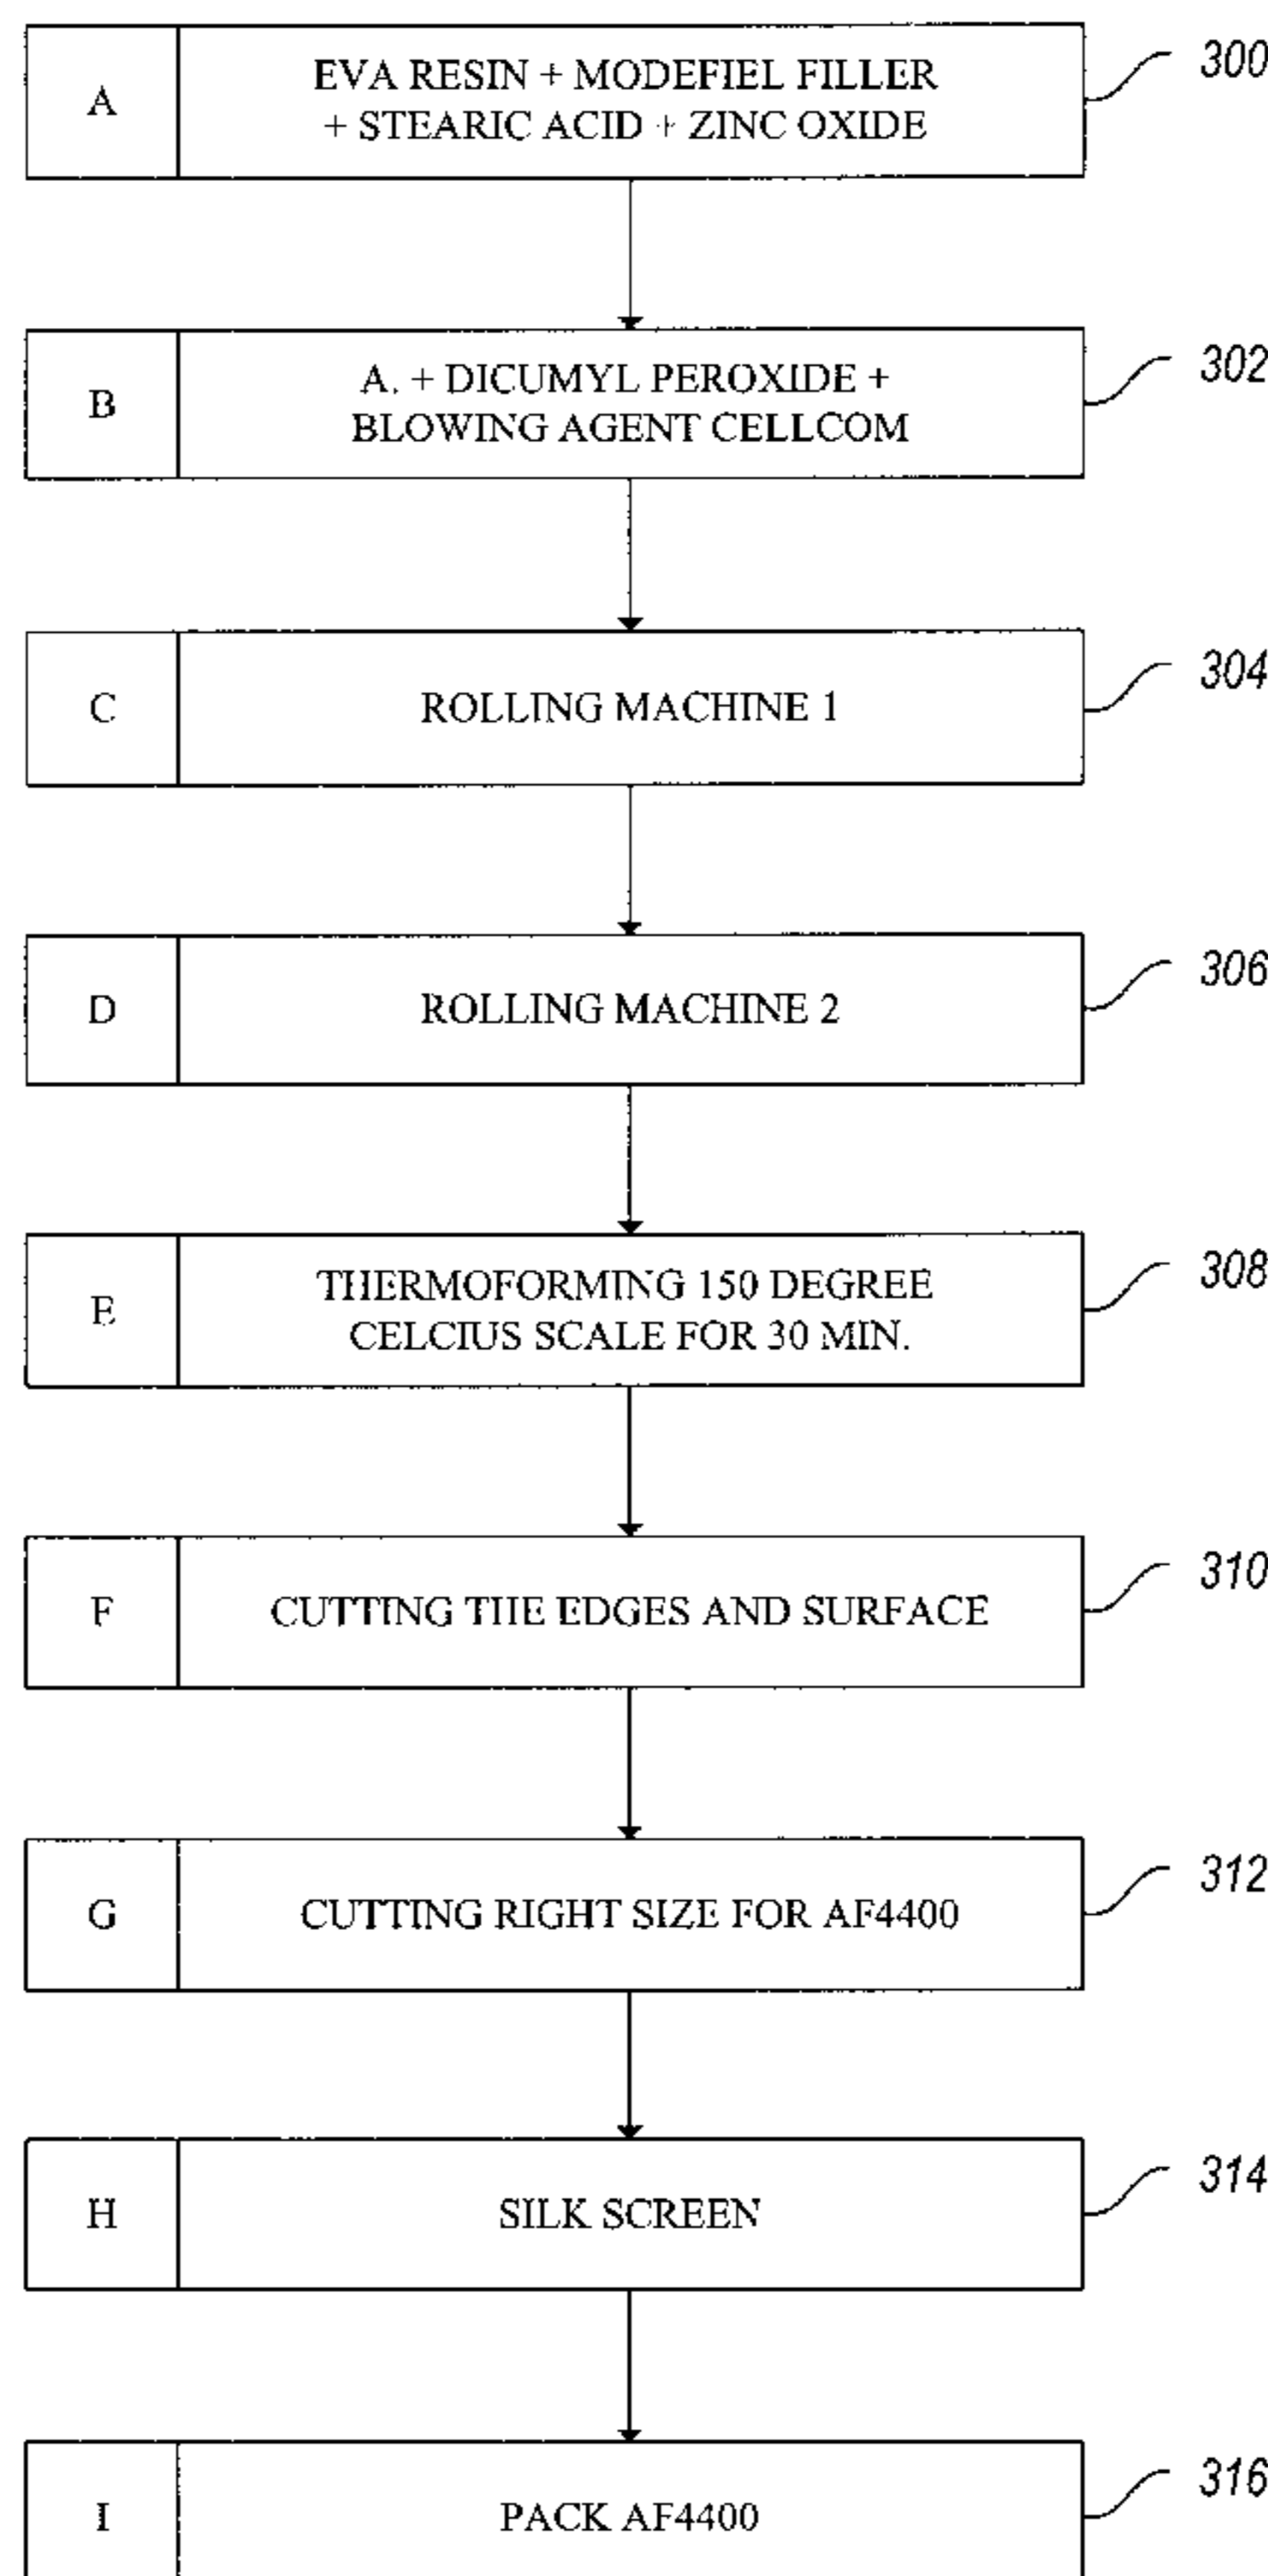 A
EVA RESIN + MODEFIEL FILLER
+ STEARIC ACID + ZINC OXIDE
300
B
A. + DICUMYL PEROXIDE +
BLOWING AGENT CELLCOM
302
C
ROLLING MACHINE 1
304
D
ROLLING MACHINE 2
306
E
THERMOFORMING 150 DEGREE
CELCIUS SCALE FOR 30 MIN.
308
F
CUTTING THE EDGES AND SURFACE
310
G
CUTTING RIGHT SIZE FOR AF4400
312
H
SILK SCREEN
314
I
PACK AF4400
316